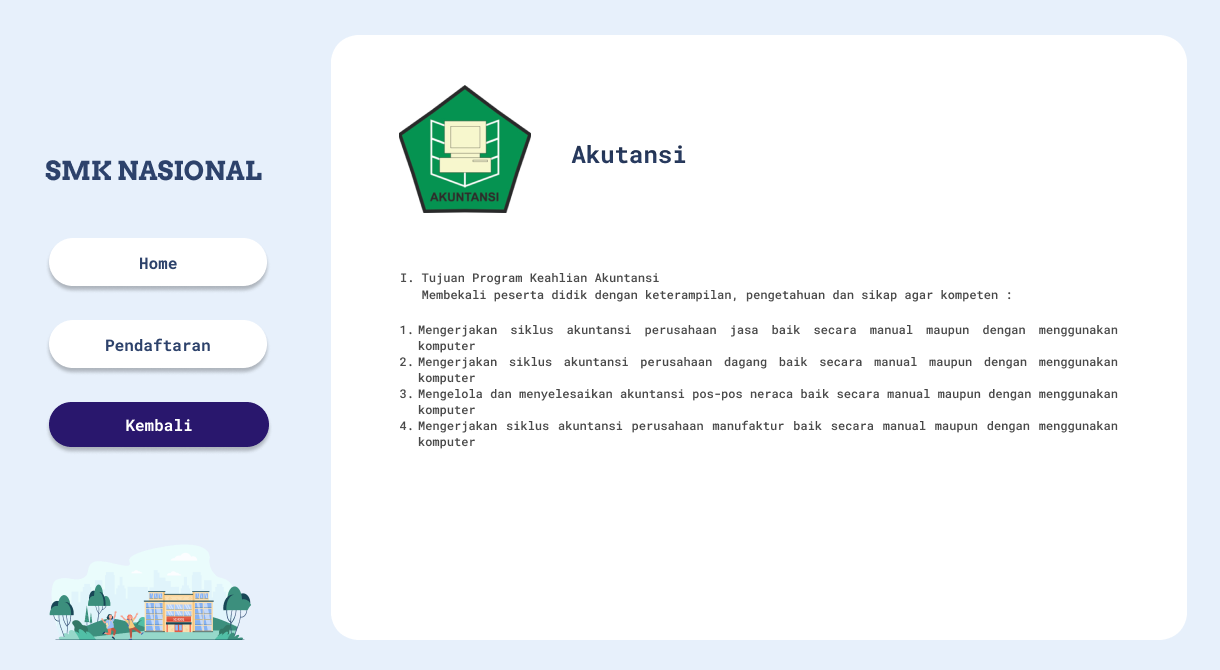 SMK NASIONAL
Home
Pendaftaran
Kembali
AKUNTANSI
Akutansi
I. Tujuan Program Keahlian Akuntansi
Membekali peserta didik dengan keterampilan, pengetahuan dan sikap agar kompeten :
1. Mengerjakan siklus akuntansi perusahaan jasa baik secara manual maupun dengan menggunakan
komputer
2. Mengerjakan siklus akuntansi perusahaan dagang baik secara manual maupun dengan menggunakan
komputer
3. Mengelola dan menyelesaikan akuntansi pos-pos neraca baik secara manual maupun dengan menggunakan
komputer
4. Mengerjakan siklus akuntansi perusahaan manufaktur baik secara manual maupun dengan menggunakan
komputer